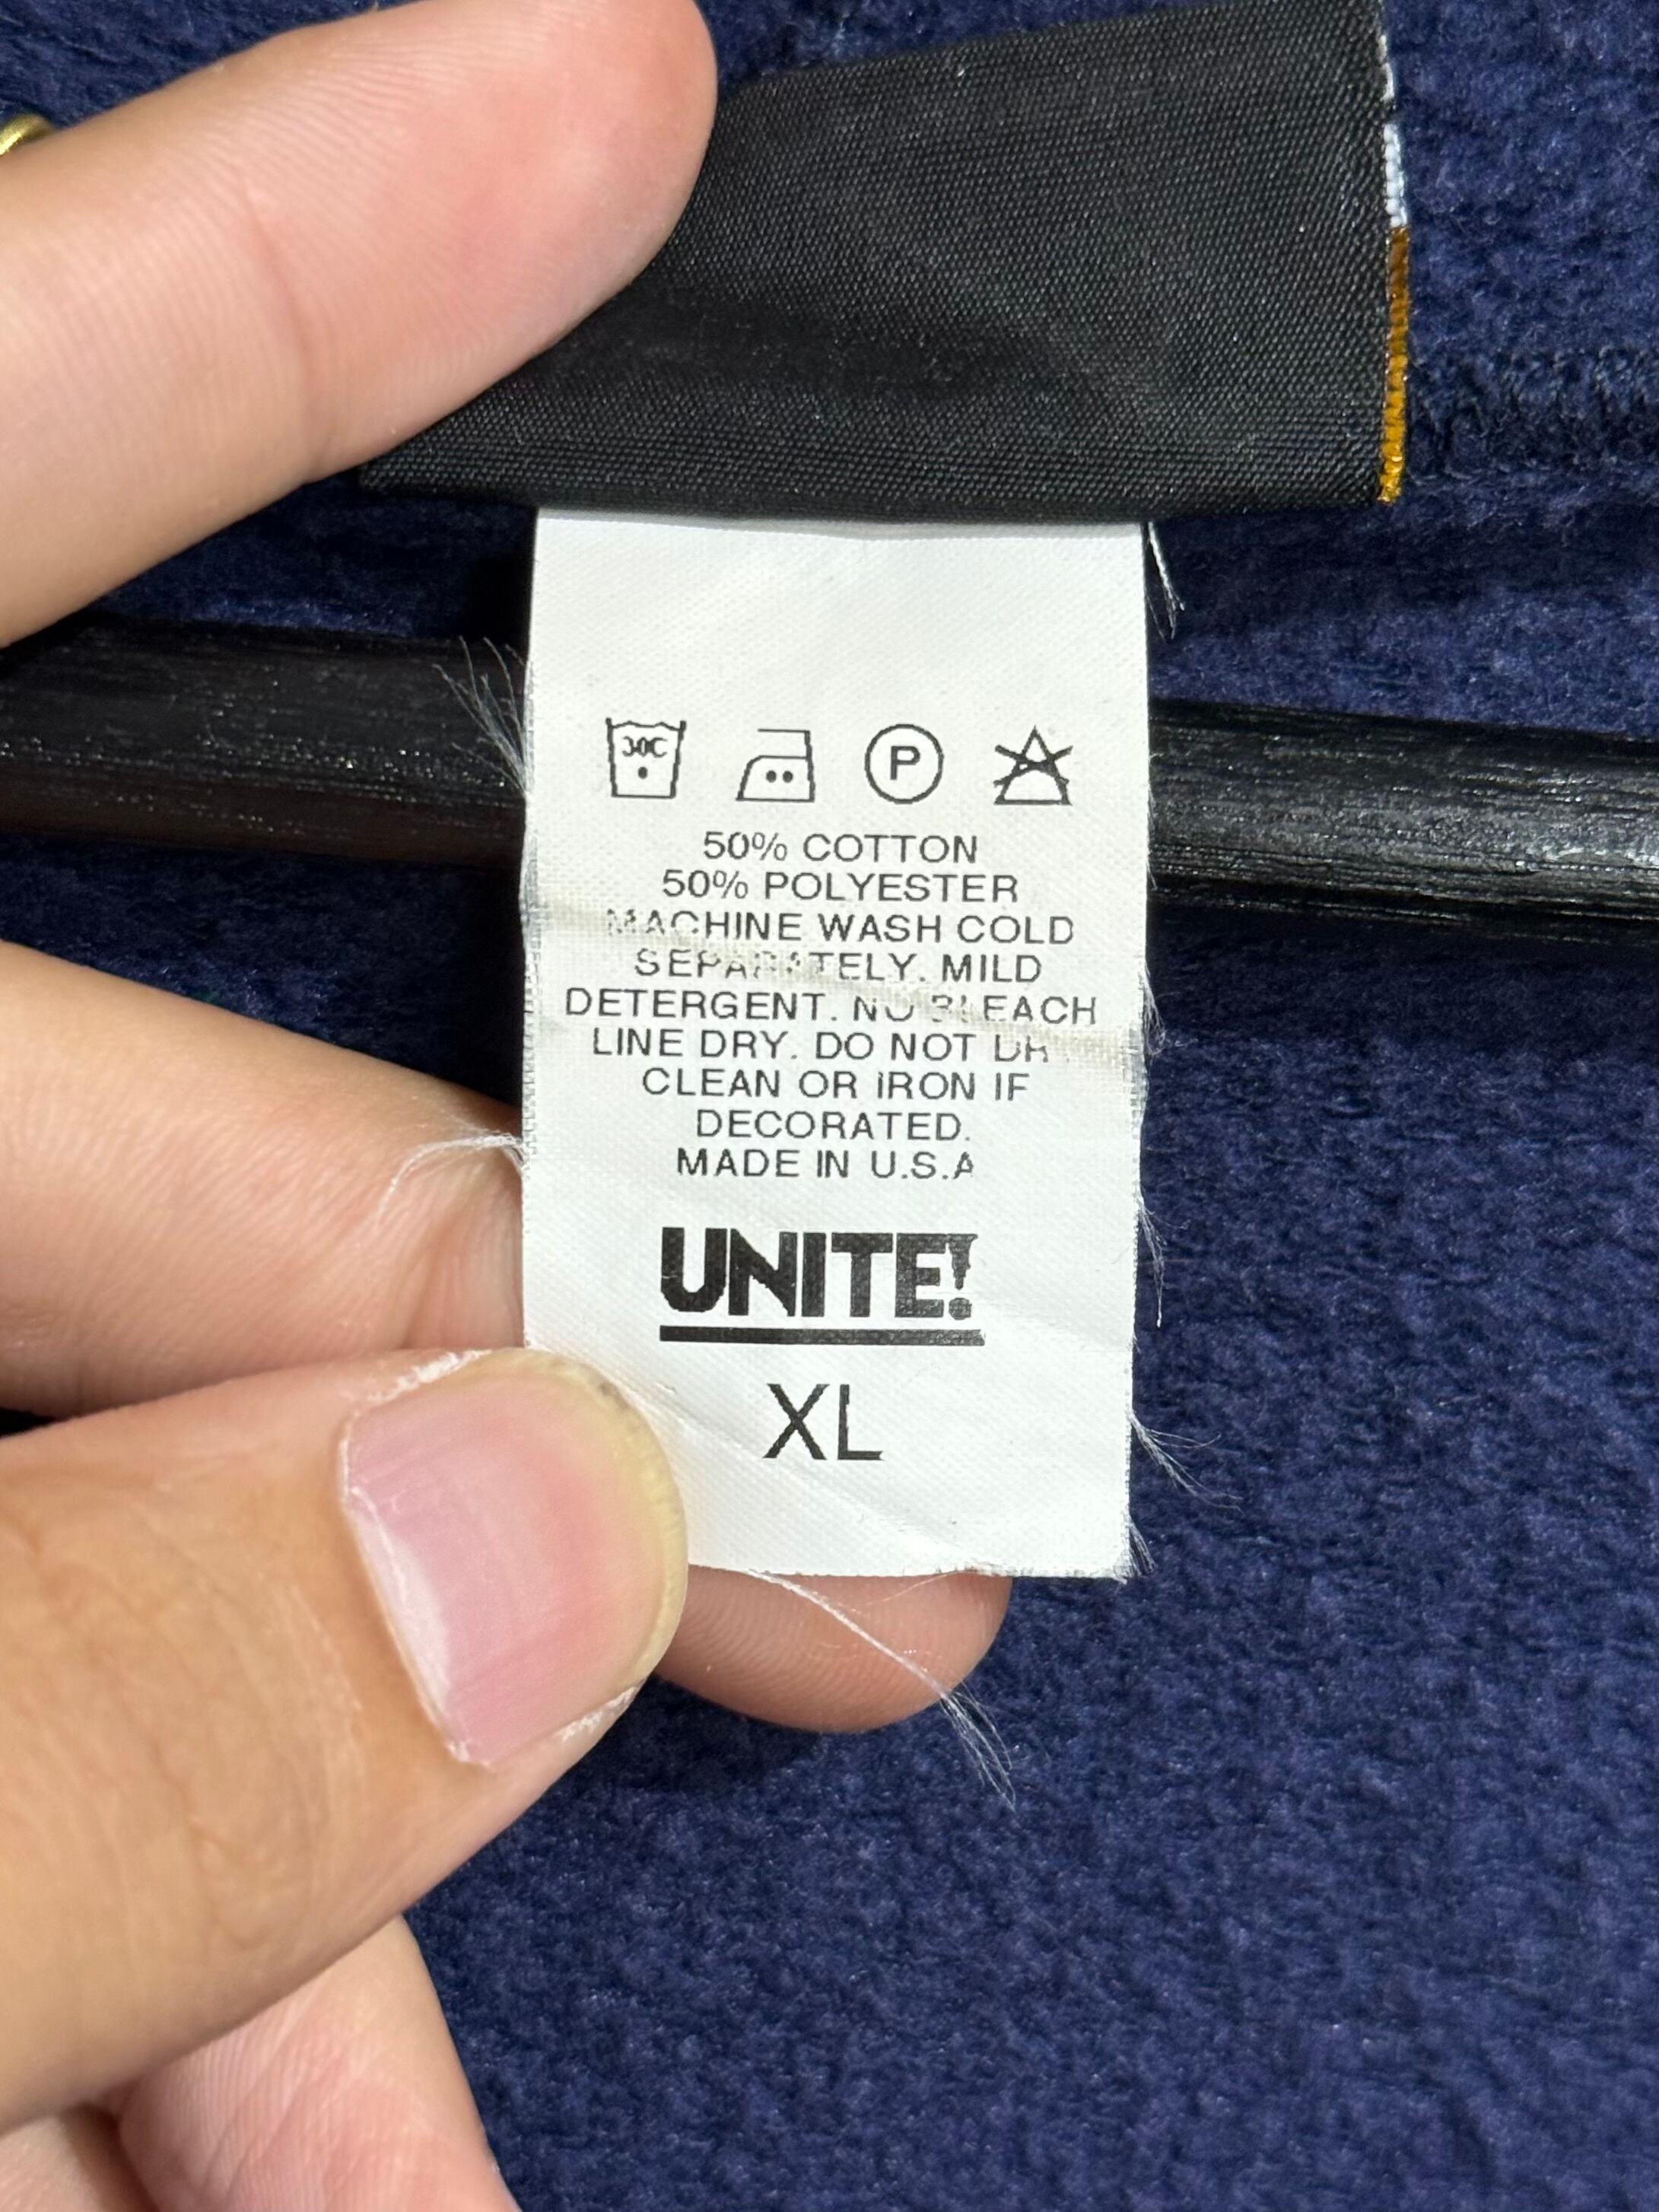 30C
P
50% COTTON
50% POLYESTER
MACHINE WASH COLD
SEPARATELY. MILD
DETERGENT. NO BLEACH
LINE DRY. DO NOT DR
CLEAN OR IRON IF
DECORATED.
MADE IN U.S.A
UNITE!
XL